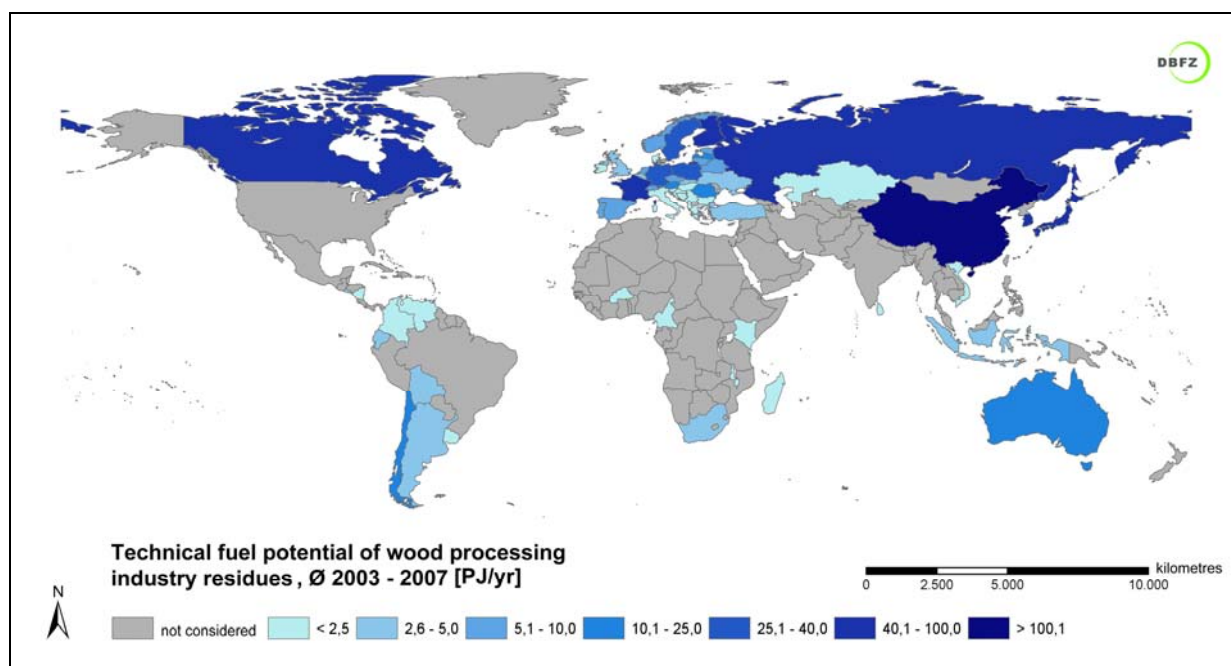 DBFZ
Technical fuel potential of wood processing
industry residues , Ø 2003 - 2007 [PJ/yr]
kilometres
0 2.500 5.000 10.000
N
not considered < 2,5 2,6 - 5,0 5,1 - 10,0 10,1 - 25,0 25,1 - 40,0 40,1 - 100,0 > 100,1